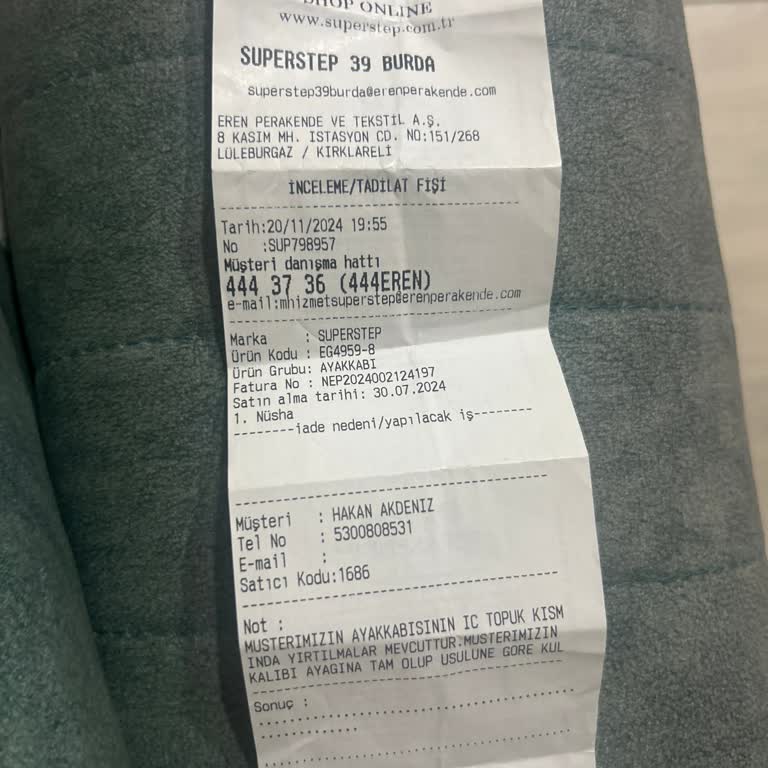 SHOP ONLINE
www.superstep.com.tr
SUPERSTEP 39 BURDA
superstep39burda@erenperakende.com
EREN PERAKENDE VE TEKSTİL A.Ş.
8 KASIM MH. ISTASYON CD. NO:151/268
LÜLEBURGAZ / KIRKLARELİ
İNCELEME/TADİLAT FİŞİ
Tarih:20/11/2024 19:55
No :SUP798957
Müşteri danışma hattı
444 37 36 (444EREN)
e-mail:mhizmetsuperstep@erenperakende.com
Marka : SUPERSTEP
Ürün Kodu : EG4959-8
Ürün Grubu: AYAKKABI
Fatura No : NEP2024002124197
Satın alma tarihi: 30.07.2024
1. Nüsha
--------iade nedeni/yapılacak iş--------
Müşteri : HAKAN AKDENIZ
Tel No : 5300808531
E-mail :
Satıcı Kodu:1686
Not :
MUSTERIMIZIN AYAKKABISININ IC TOPUK KISM
INDA YIRTILMALAR MEVCUTTUR.MUSTERIMIZIN
KALIBI AYAGINA TAM OLUP USULUNE GORE KUL
Sonuç :